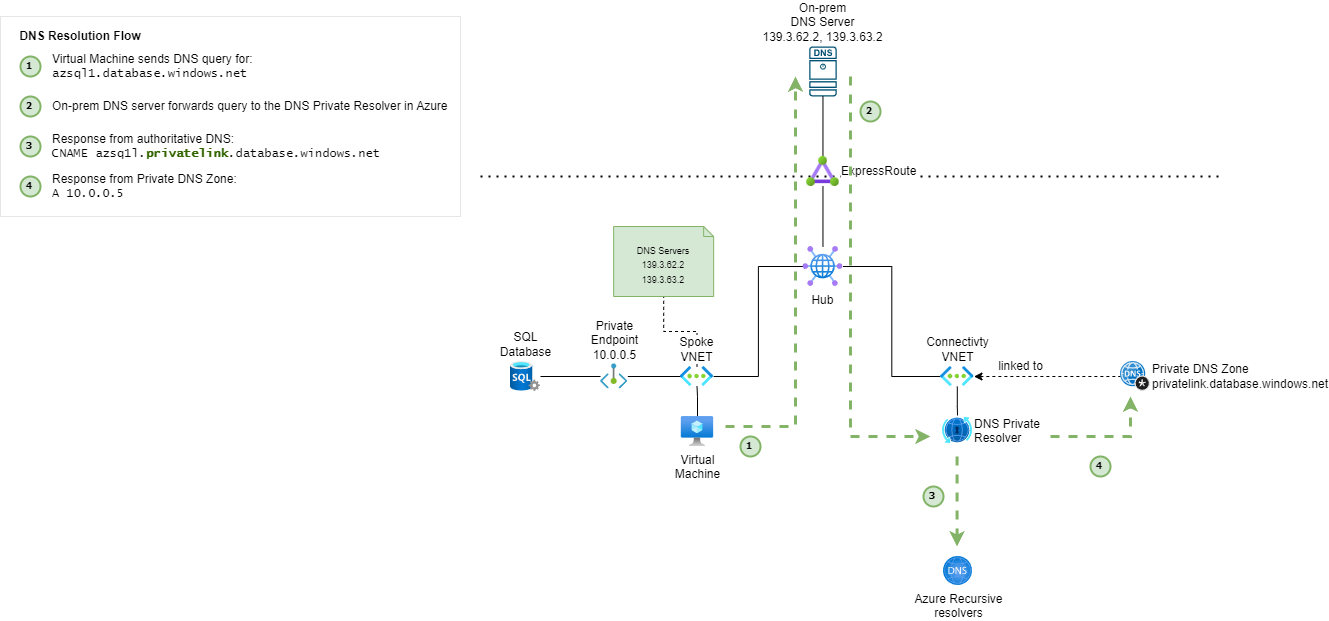 DNS Resolution Flow
1
Virtual Machine sends DNS query for:
azsql1.database.windows.net
2
On-prem DNS server forwards query to the DNS Private Resolver in Azure
3
Response from authoritative DNS:
CNAME azsq1l.privatelink.database.windows.net
4
Response from Private DNS Zone:
A 10.0.0.5
On-prem
DNS Server
139.3.62.2, 139.3.63.2
DNS
2
ExpressRoute
DNS Servers
139.3.62.2
139.3.63.2
Hub
SQL
Database
SQL
Private
Endpoint
10.0.0.5
Spoke
VNET
Connectivty
VNET
linked to
DNS
Private DNS Zone
privatelink.database.windows.net
Virtual
Machine
1
DNS Private
Resolver
4
3
DNS
Azure Recursive
resolvers